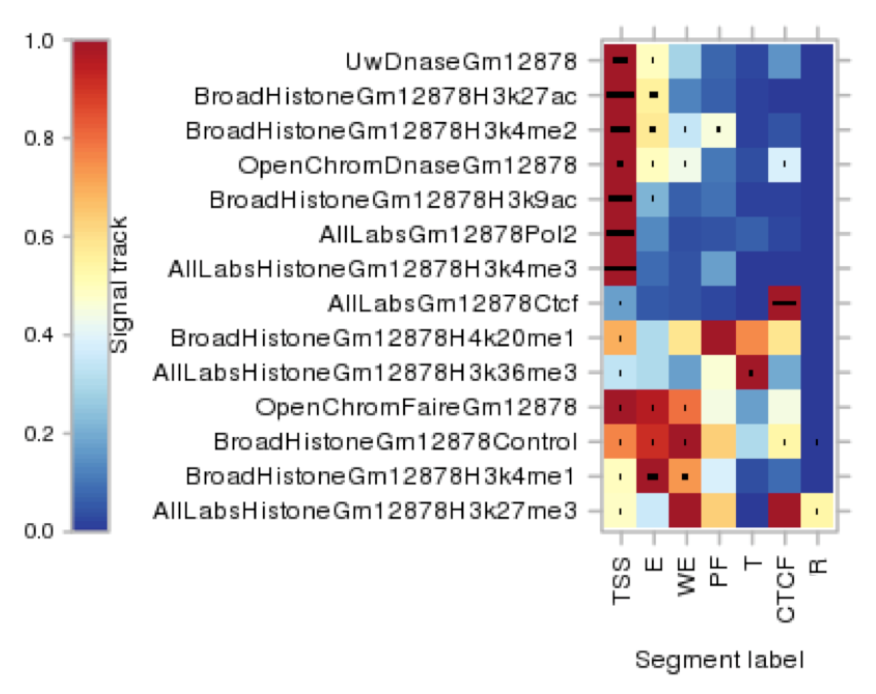 1.0
0.8
0.6
0.4
0.2
0.0
Signal track
UwDnaseGm12878
BroadHistoneGm12878H3k27ac
BroadHistoneGm12878H3k4me2
OpenChromDnaseGm12878
BroadHistoneGm12878H3k9ac
AllLabsGm12878Pol2
AllLabsHistoneGm12878H3k4me3
AllLabsGm12878Ctcf
BroadHistoneGm12878H4k20me1
AllLabsHistoneGm12878H3k36me3
OpenChromFaireGm12878
BroadHistoneGm12878Control
BroadHistoneGm12878H3k4me1
AllLabsHistoneGm12878H3k27me3
TSS
E
WE
PF
T
CTCF
R
Segment label